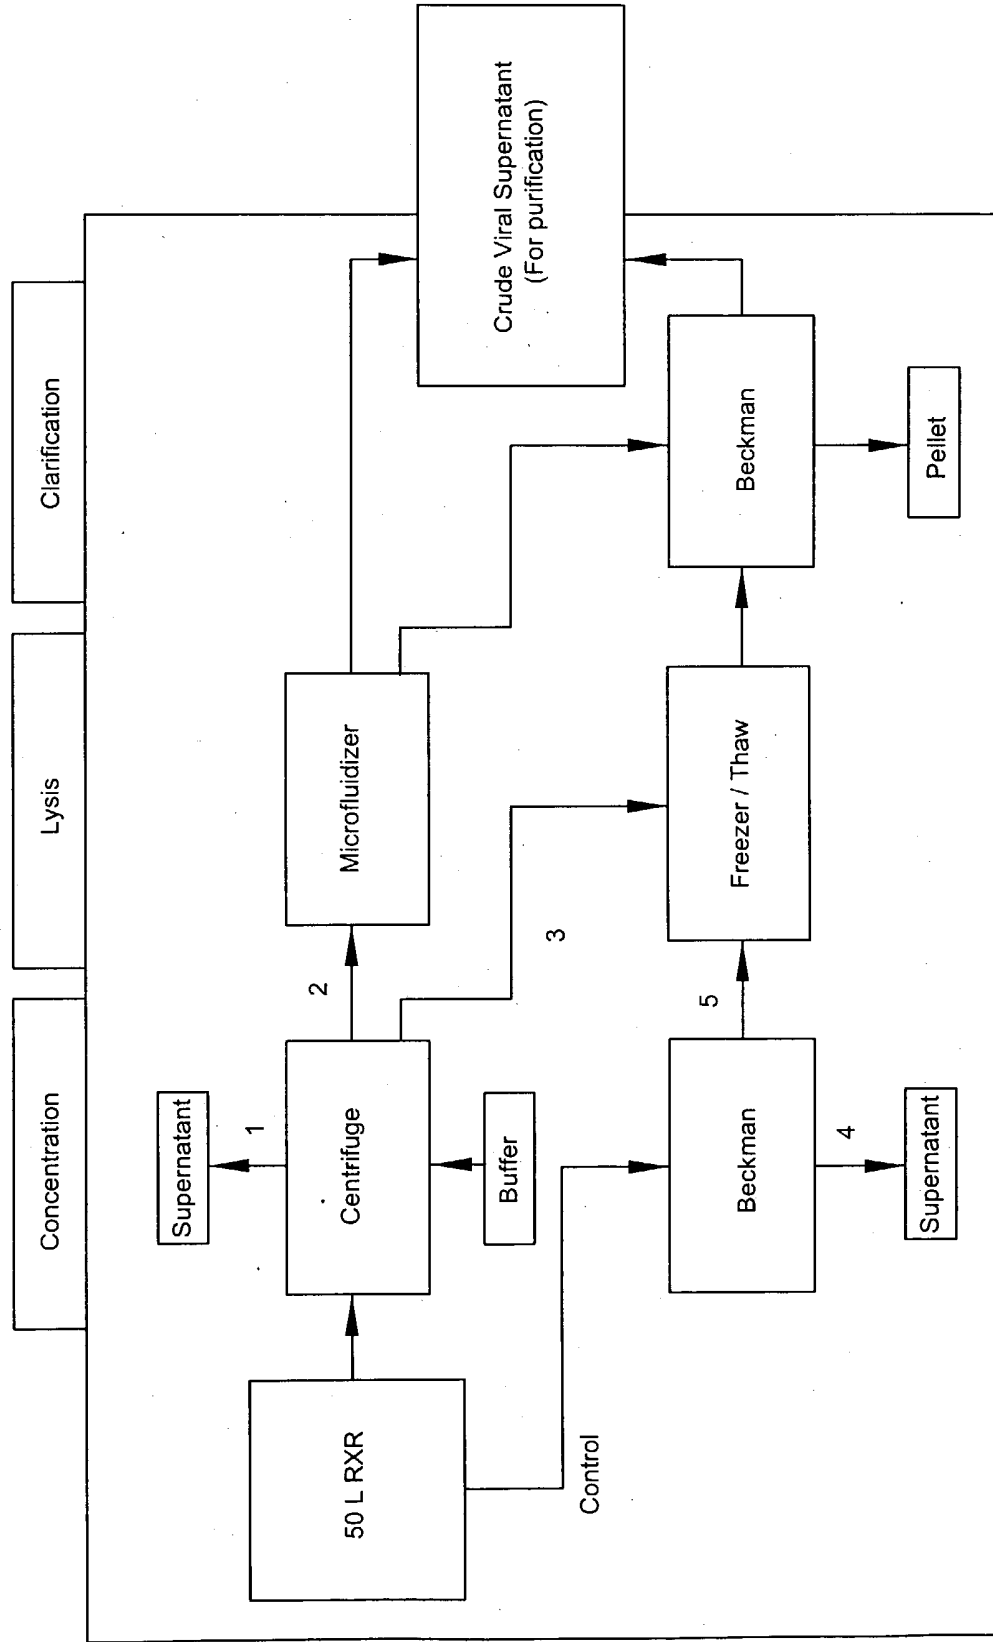 Concentration
Lysis
Clarification
Supernatant
1
50 L RXR
Centrifuge
2
Microfluidizer
Buffer
3
Crude Viral Supernatant
(For purification)
Control
Beckman
5
Freezer / Thaw
Beckman
4
Supernatant
Pellet